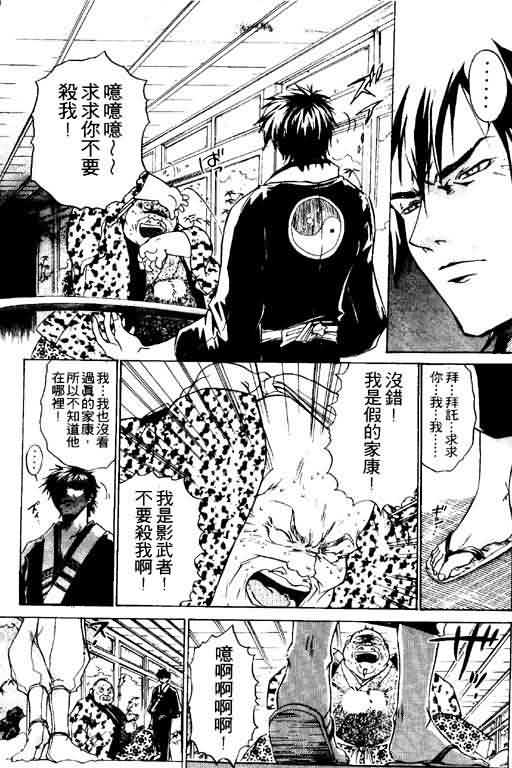 ⋯⋯
噫噫噫～～
求求你不要
殺我！
拜…拜託…求求
你…我…我…
沒錯！
我是假的家康！
我是影武者！
不要殺我啊！
我…我也沒看
過真的家康，
所以不知道他
在哪裡！
⋯⋯
噫啊啊啊啊！